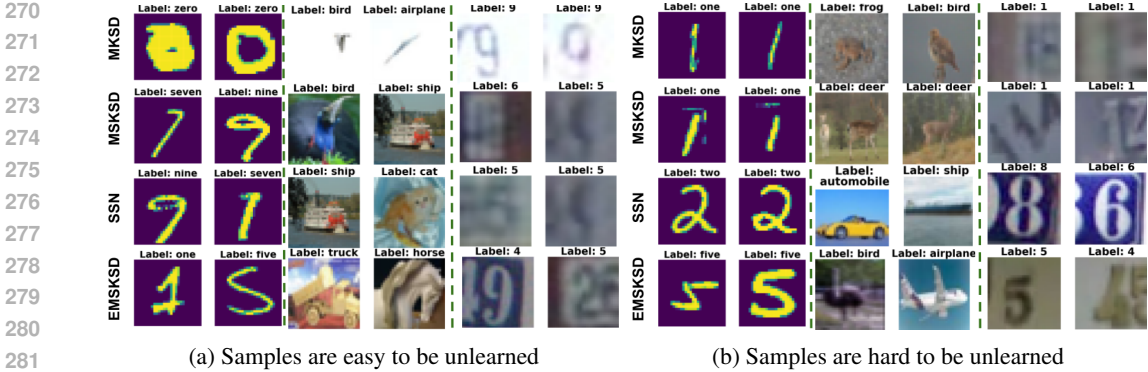 270
271
272
273
274
275
276
277
278
279
280
281
MKSD
Label: zero Label: zero Label: bird Label: airplane Label: 9 Label: 9
MSKSD
Label: seven Label: nine Label: bird Label: ship Label: 6 Label: 5
SSN
Label: nine Label: seven Label: ship Label: cat Label: 5 Label: 5
EMSKSD
Label: one Label: five Label: truck Label: horse Label: 4 Label: 5
(a) Samples are easy to be unlearned
MKSD
Label: one Label: one Label: frog Label: bird Label: 1 Label: 1
MSKSD
Label: one Label: one Label: deer Label: deer Label: 1 Label: 1
SSN
Label: two Label: two Label: automobile Label: ship Label: 8 Label: 6
EMSKSD
Label: five Label: five Label: bird Label: airplane Label: 5 Label: 4
(b) Samples are hard to be unlearned